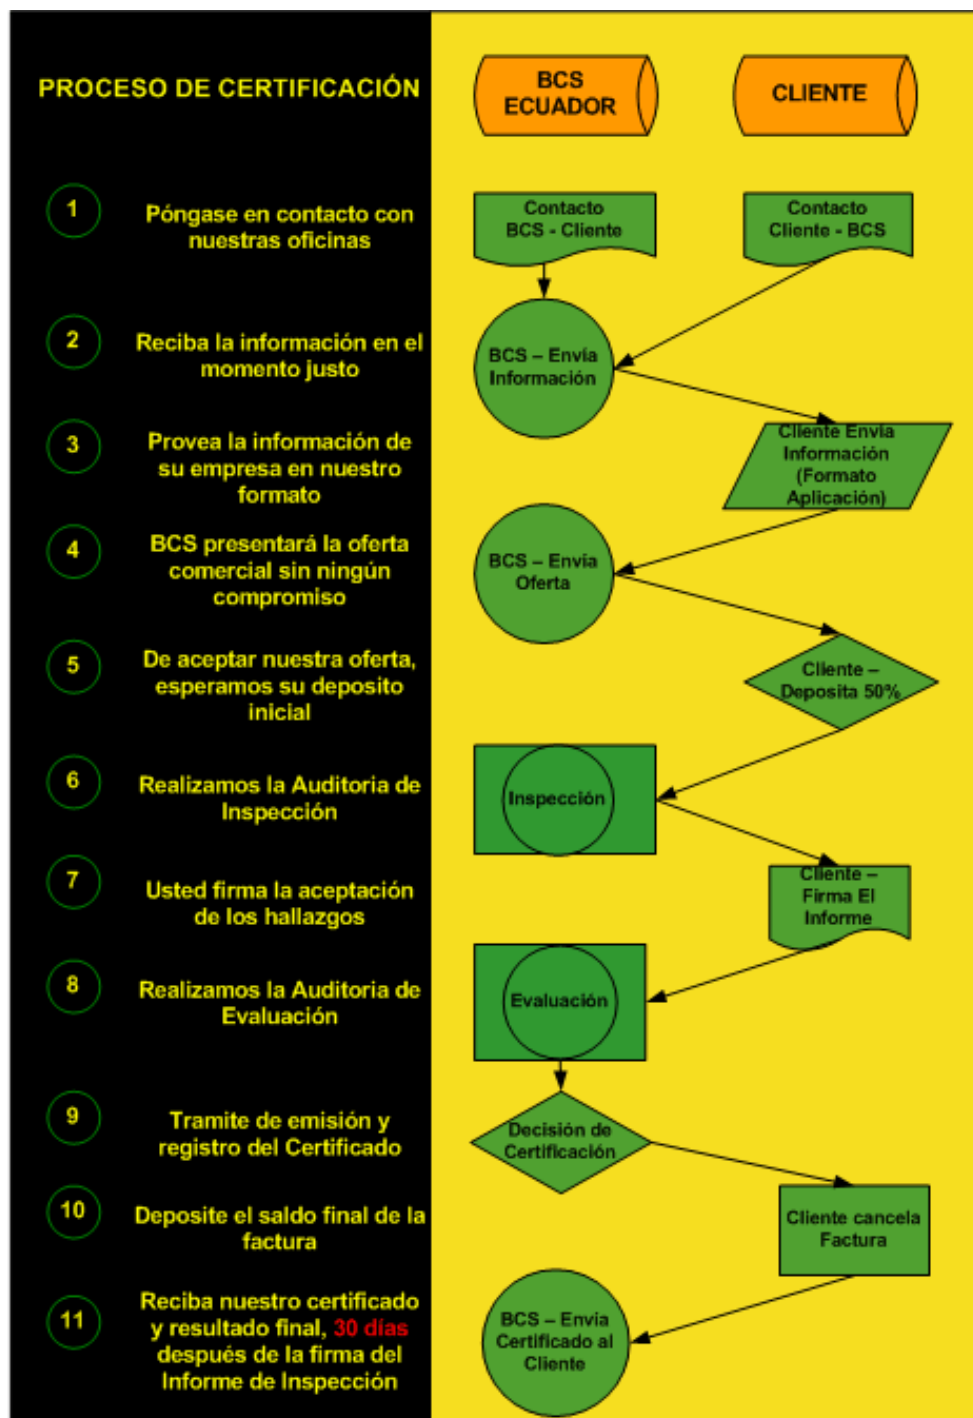 PROCESO DE CERTIFICACIÓN
BCS
ECUADOR
CLIENTE
1
Póngase en contacto con
nuestras oficinas
Contacto
BCS - Cliente
Contacto
Cliente - BCS
2
Reciba la información en el
momento justo
BCS – Envía
Información
3
Provea la información de
su empresa en nuestro
formato
Cliente Envía
Información
(Formato
Aplicación)
4
BCS presentará la oferta
comercial sin ningún
compromiso
BCS – Envía
Oferta
5
De aceptar nuestra oferta,
esperamos su deposito
inicial
Cliente –
Deposita 50%
6
Realizamos la Auditoria de
Inspección
Inspección
7
Usted firma la aceptación
de los hallazgos
Cliente –
Firma El
Informe
8
Realizamos la Auditoria de
Evaluación
Evaluación
9
Tramite de emisión y
registro del Certificado
Decisión de
Certificación
10
Deposite el saldo final de la
factura
Cliente cancela
Factura
11
Reciba nuestro certificado
y resultado final, 30 días
después de la firma del
Informe de Inspección
BCS – Envía
Certificado al
Cliente